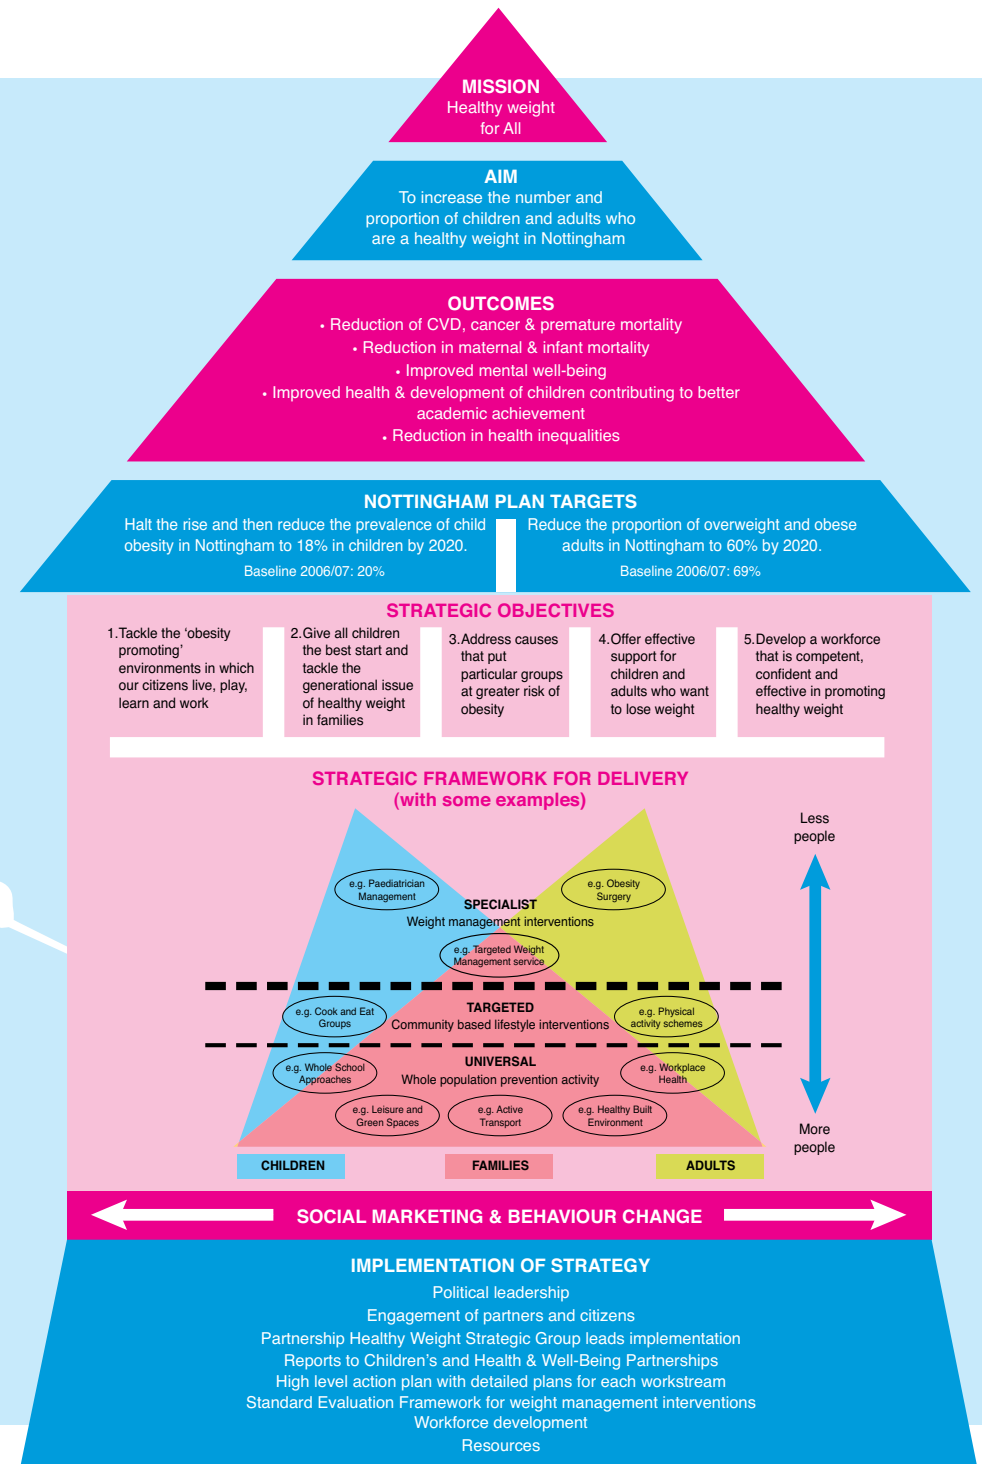 MISSION
Healthy weight
for All
AIM
To increase the number and
proportion of children and adults who
are a healthy weight in Nottingham
OUTCOMES
• Reduction of CVD, cancer & premature mortality
• Reduction in maternal & infant mortality
• Improved mental well-being
• Improved health & development of children contributing to better
academic achievement
• Reduction in health inequalities
NOTTINGHAM PLAN TARGETS
Halt the rise and then reduce the prevalence of child
obesity in Nottingham to 18% in children by 2020.
Baseline 2006/07: 20%
Reduce the proportion of overweight and obese
adults in Nottingham to 60% by 2020.
Baseline 2006/07: 69%
STRATEGIC OBJECTIVES
1.Tackle the ‘obesity
promoting’
environments in which
our citizens live, play,
learn and work
2.Give all children
the best start and
tackle the
generational issue
of healthy weight
in families
3.Address causes
that put
particular groups
at greater risk of
obesity
4.Offer effective
support for
children and
adults who want
to lose weight
5.Develop a workforce
that is competent,
confident and
effective in promoting
healthy weight
STRATEGIC FRAMEWORK FOR DELIVERY
(with some examples)
Less
people
e.g. Paediatrician
Management
e.g. Obesity
Surgery
SPECIALIST
Weight management interventions
e.g. Targeted Weight
Management service
e.g. Cook and Eat
Groups
TARGETED
Community based lifestyle interventions
e.g. Physical
activity schemes
e.g. Whole School
Approaches
UNIVERSAL
Whole population prevention activity
e.g. Workplace
Health
e.g. Leisure and
Green Spaces
e.g. Active
Transport
e.g. Healthy Built
Environment
More
people
CHILDREN
FAMILIES
ADULTS
SOCIAL MARKETING & BEHAVIOUR CHANGE
IMPLEMENTATION OF STRATEGY
Political leadership
Engagement of partners and citizens
Partnership Healthy Weight Strategic Group leads implementation
Reports to Children’s and Health & Well-Being Partnerships
High level action plan with detailed plans for each workstream
Standard Evaluation Framework for weight management interventions
Workforce development
Resources